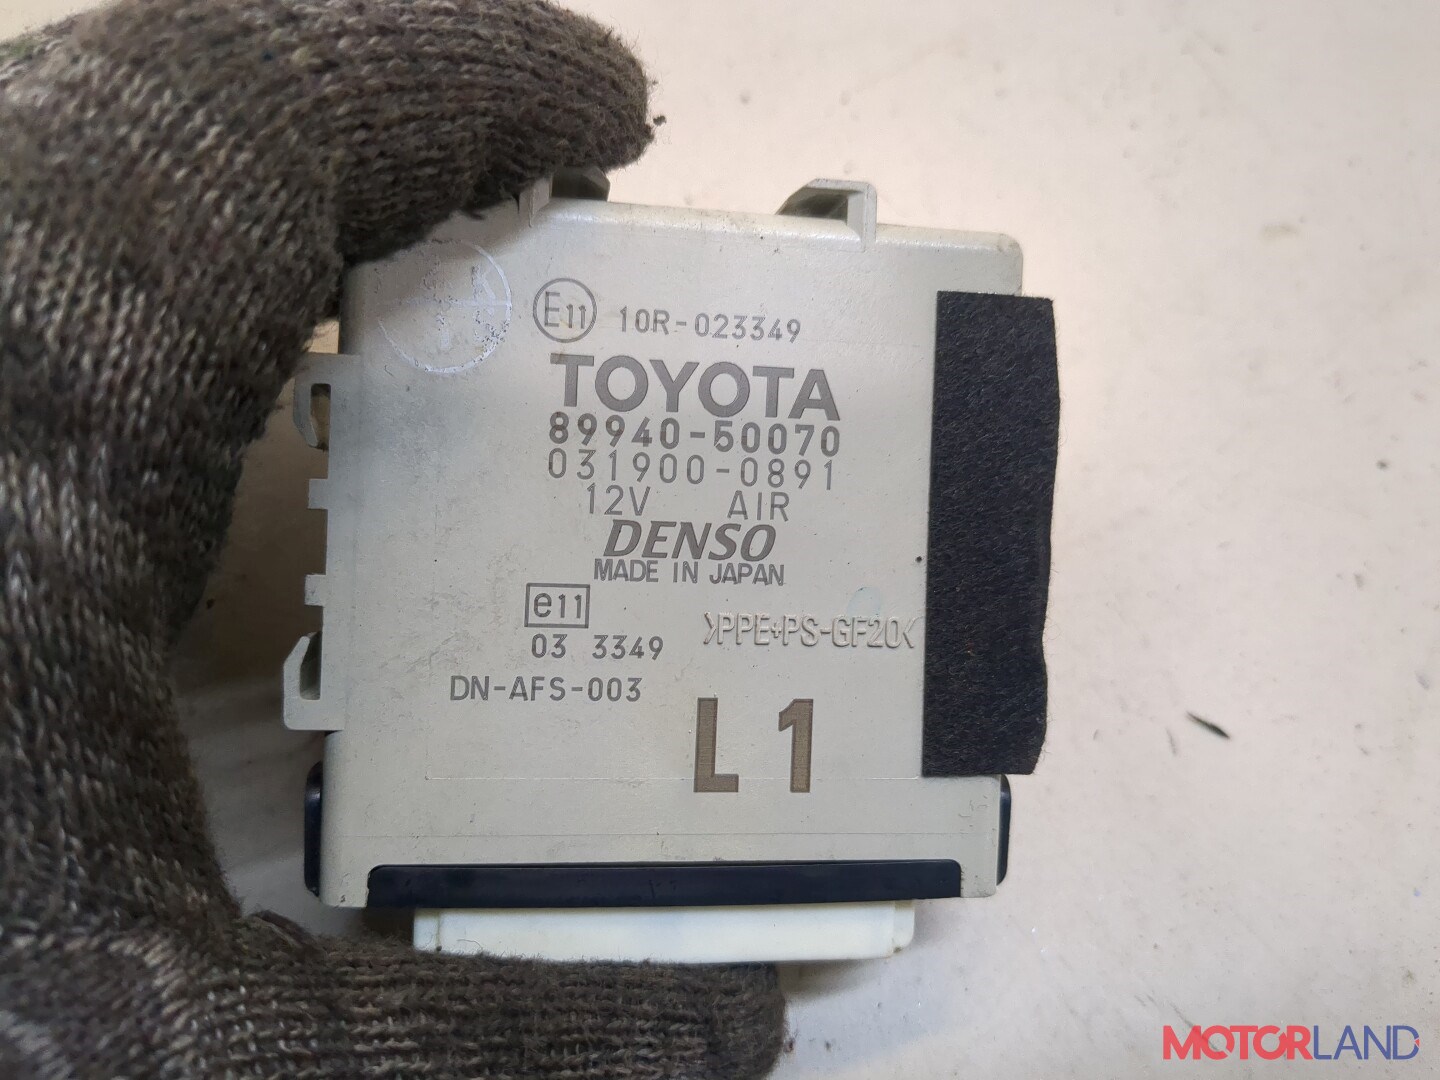 E11 10R-023349
TOYOTA
89940-50070
031900-0891
12V AIR
DENSO
MADE IN JAPAN
e11
03 3349
>PPE+PS-GF20<
DN-AFS-003
L1
MOTORLAND